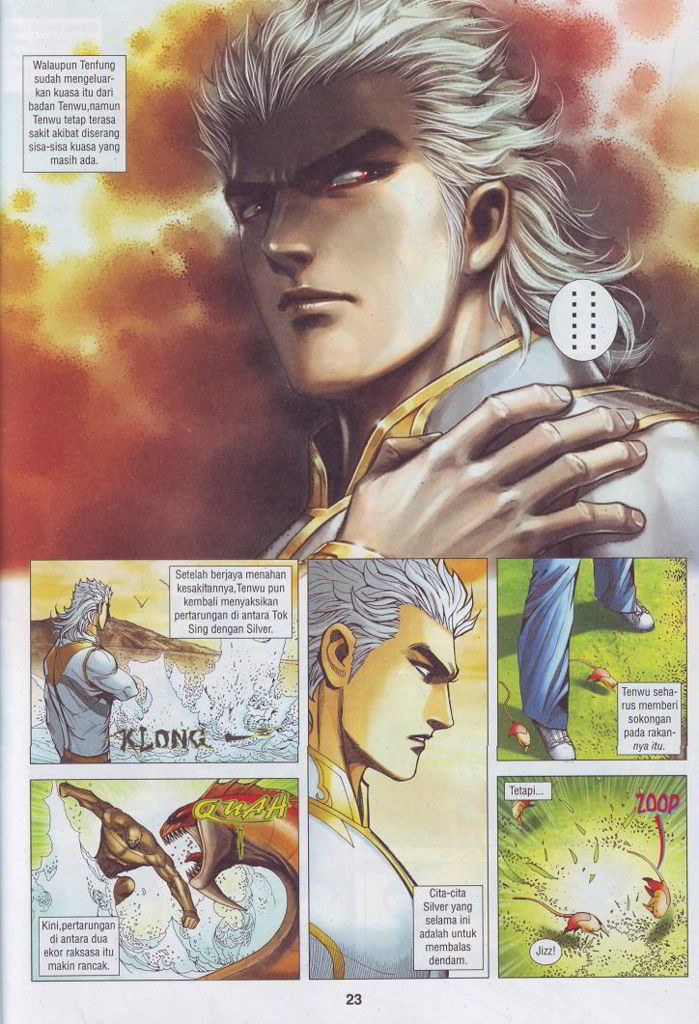 Walaupun Tenfung
sudah mengeluar-
kan kuasa itu dari
badan Tenwu,namun
Tenwu tetap terasa
sakit akibat diserang
sisa-sisa kuasa yang
masih ada.
Setelah berjaya menahan
kesakitannya,Tenwu pun
kembali menyaksikan
pertarungan di antara Tok
Sing dengan Silver.
KLONG
QUAH
Kini,pertarungan
di antara dua
ekor raksasa itu
makin rancak.
Cita-cita
Silver yang
selama ini
adalah untuk
membalas
dendam.
Tenwu seha-
rus memberi
sokongan
pada rakan-
nya itu.
Tetapi...
ZOOP
Jizz!
23